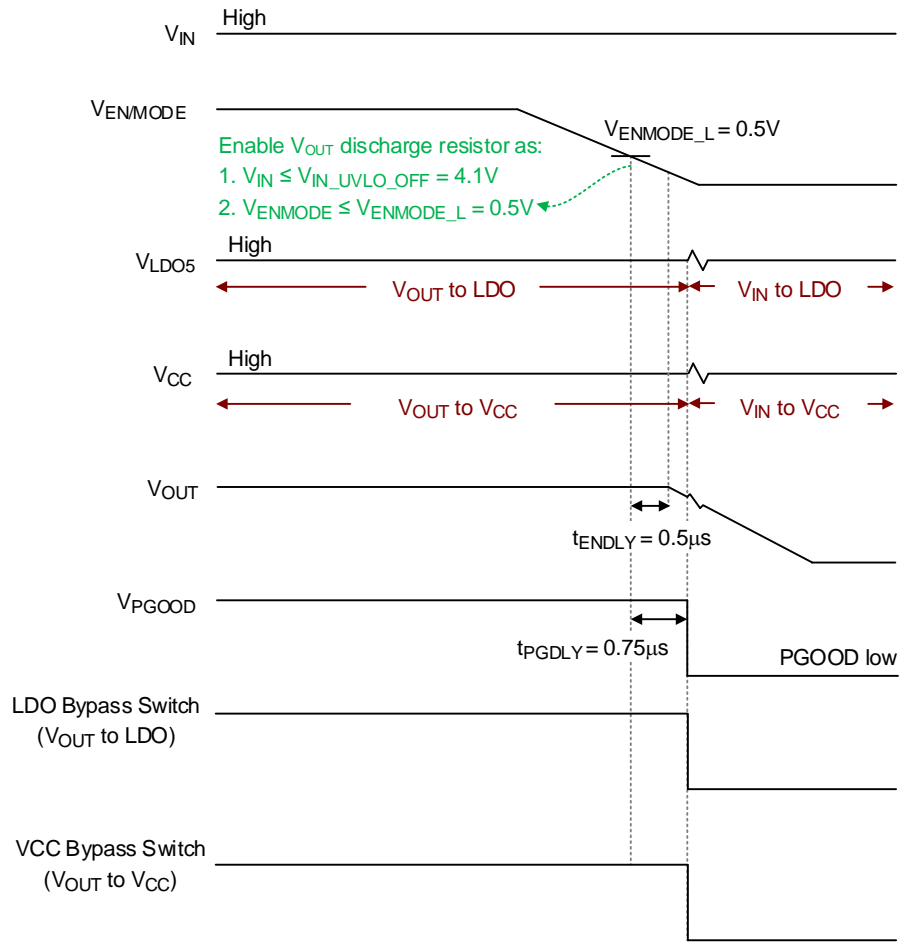 High
VIN
VEN/MODE
VENMODE_L = 0.5V
Enable VOUT discharge resistor as:
1. VIN ≤ VIN_UVLO_OFF = 4.1V
2. VENMODE ≤ VENMODE_L = 0.5V
High
VLDO5
VOUT to LDO
VIN to LDO
High
VCC
VOUT to VCC
VIN to VCC
VOUT
tENDLY = 0.5μs
VPGOOD
tPGDLY = 0.75μs
PGOOD low
LDO Bypass Switch
(VOUT to LDO)
VCC Bypass Switch
(VOUT to VCC)